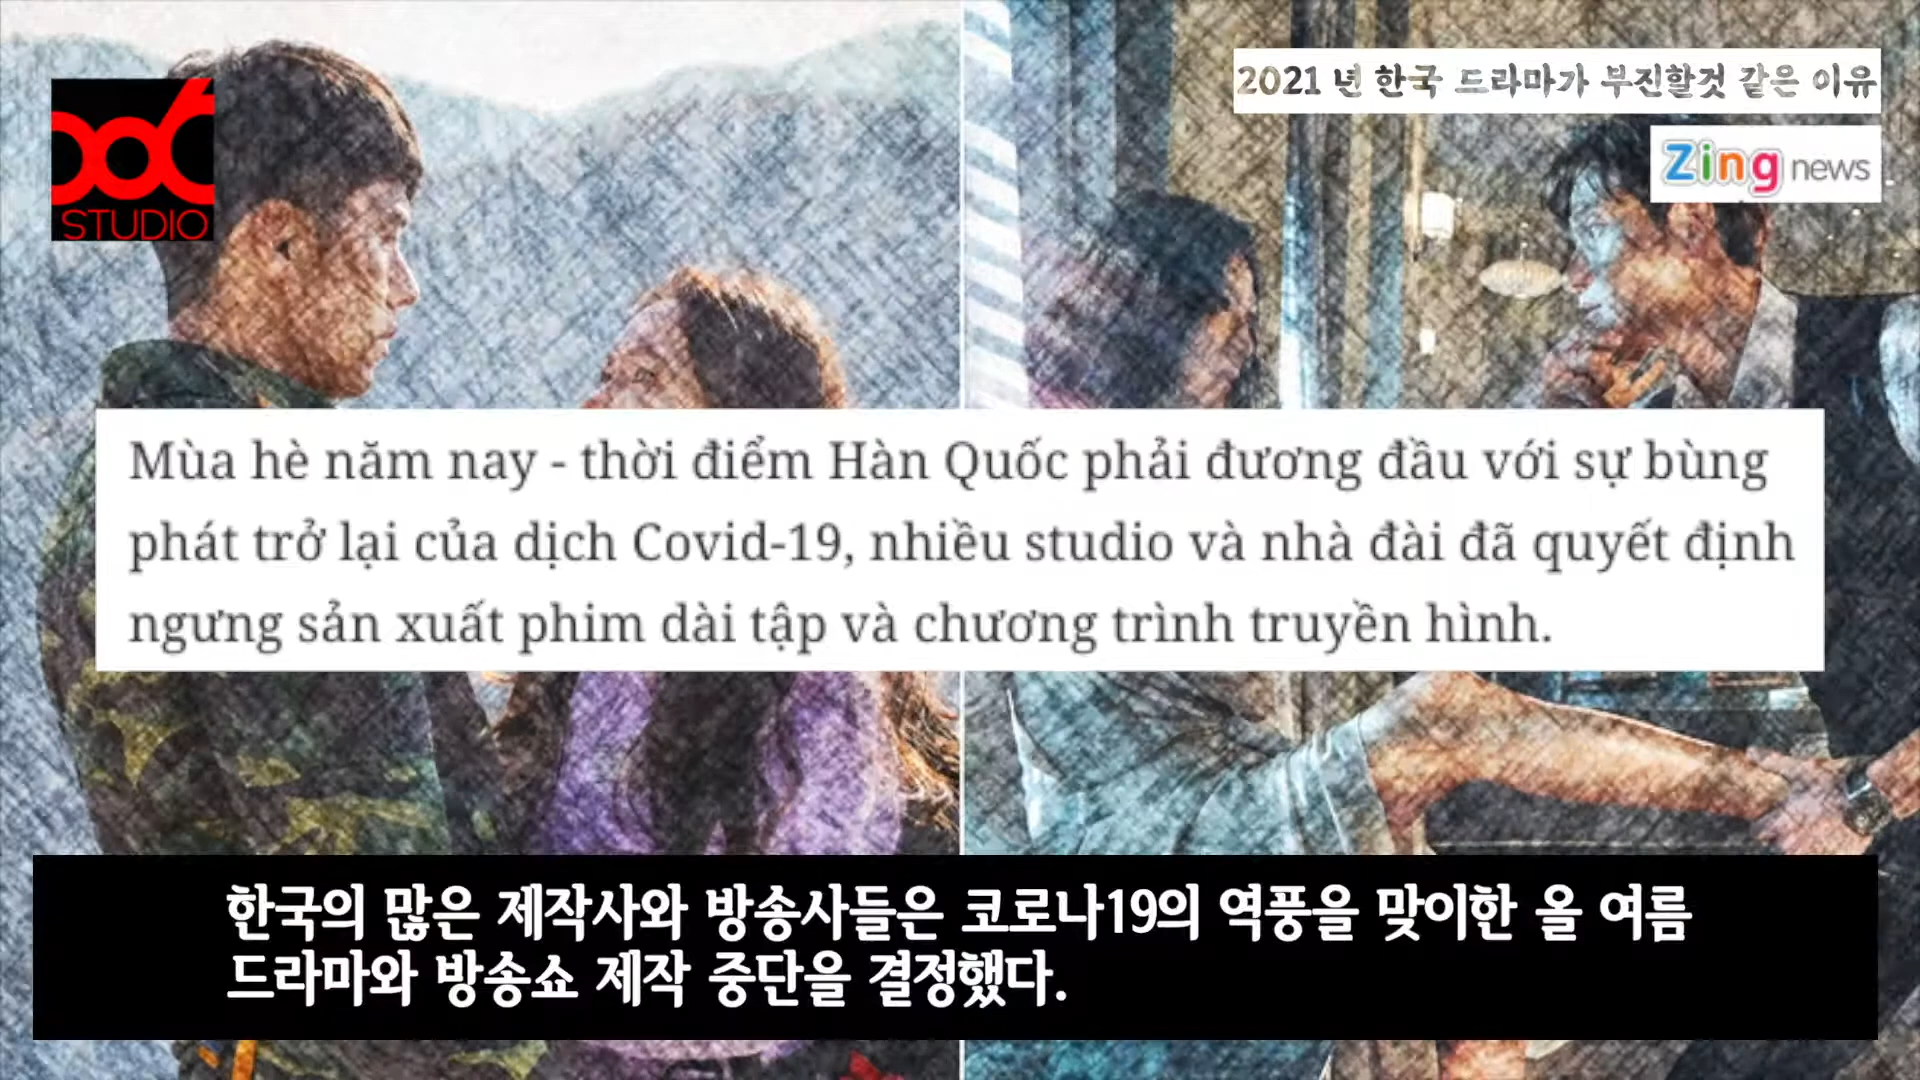 2021년 한국 드라마가 부진할것 같은 이유
Zing news
STUDIO
Mùa hè năm nay - thời điểm Hàn Quốc phải đương đầu với sự bùng
phát trở lại của dịch Covid-19, nhiều studio và nhà đài đã quyết định
ngưng sản xuất phim dài tập và chương trình truyền hình.
한국의 많은 제작사와 방송사들은 코로나19의 역풍을 맞이한 올 여름
드라마와 방송쇼 제작 중단을 결정했다.